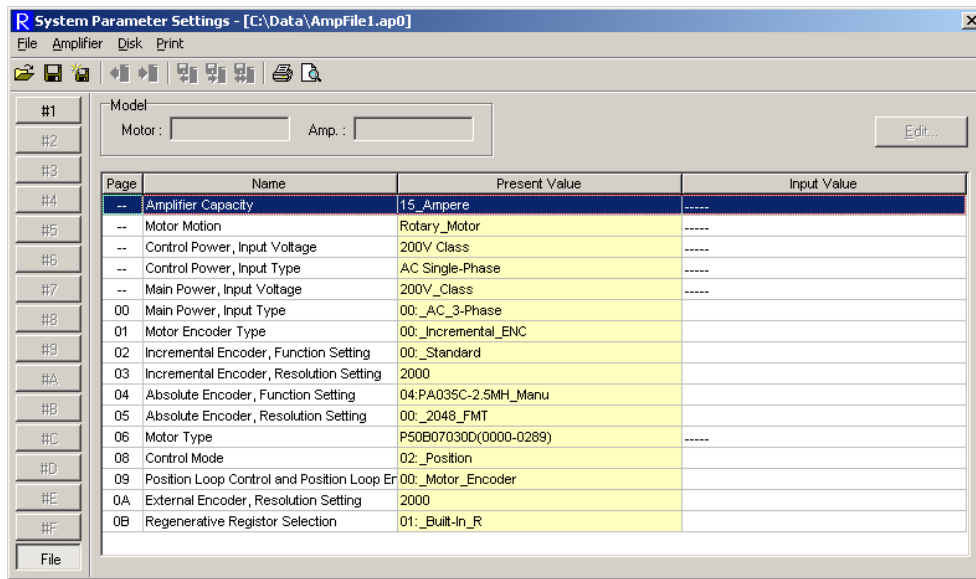 R System Parameter Settings - [C:\Data\AmpFile1.ap0]
File Amplifier Disk Print
#1
#2
#3
#4
#5
#6
#7
#8
#9
#A
#B
#C
#D
#E
#F
File
Model
Motor : Amp. :
Edit...
Page Name Present Value Input Value
-- Amplifier Capacity 15_Ampere -----
-- Motor Motion Rotary_Motor -----
-- Control Power, Input Voltage 200V Class -----
-- Control Power, Input Type AC Single-Phase -----
-- Main Power, Input Voltage 200V_Class -----
00 Main Power, Input Type 00:_AC_3-Phase
01 Motor Encoder Type 00:_Incremental_ENC
02 Incremental Encoder, Function Setting 00:_Standard
03 Incremental Encoder, Resolution Setting 2000
04 Absolute Encoder, Function Setting 04:PA035C-2.5MH_Manu
05 Absolute Encoder, Resolution Setting 00:_2048_FMT
06 Motor Type P50B07030D(0000-0289) -----
08 Control Mode 02:_Position
09 Position Loop Control and Position Loop Er 00:_Motor_Encoder
0A External Encoder, Resolution Setting 2000
0B Regenerative Registor Selection 01:_Built-In_R